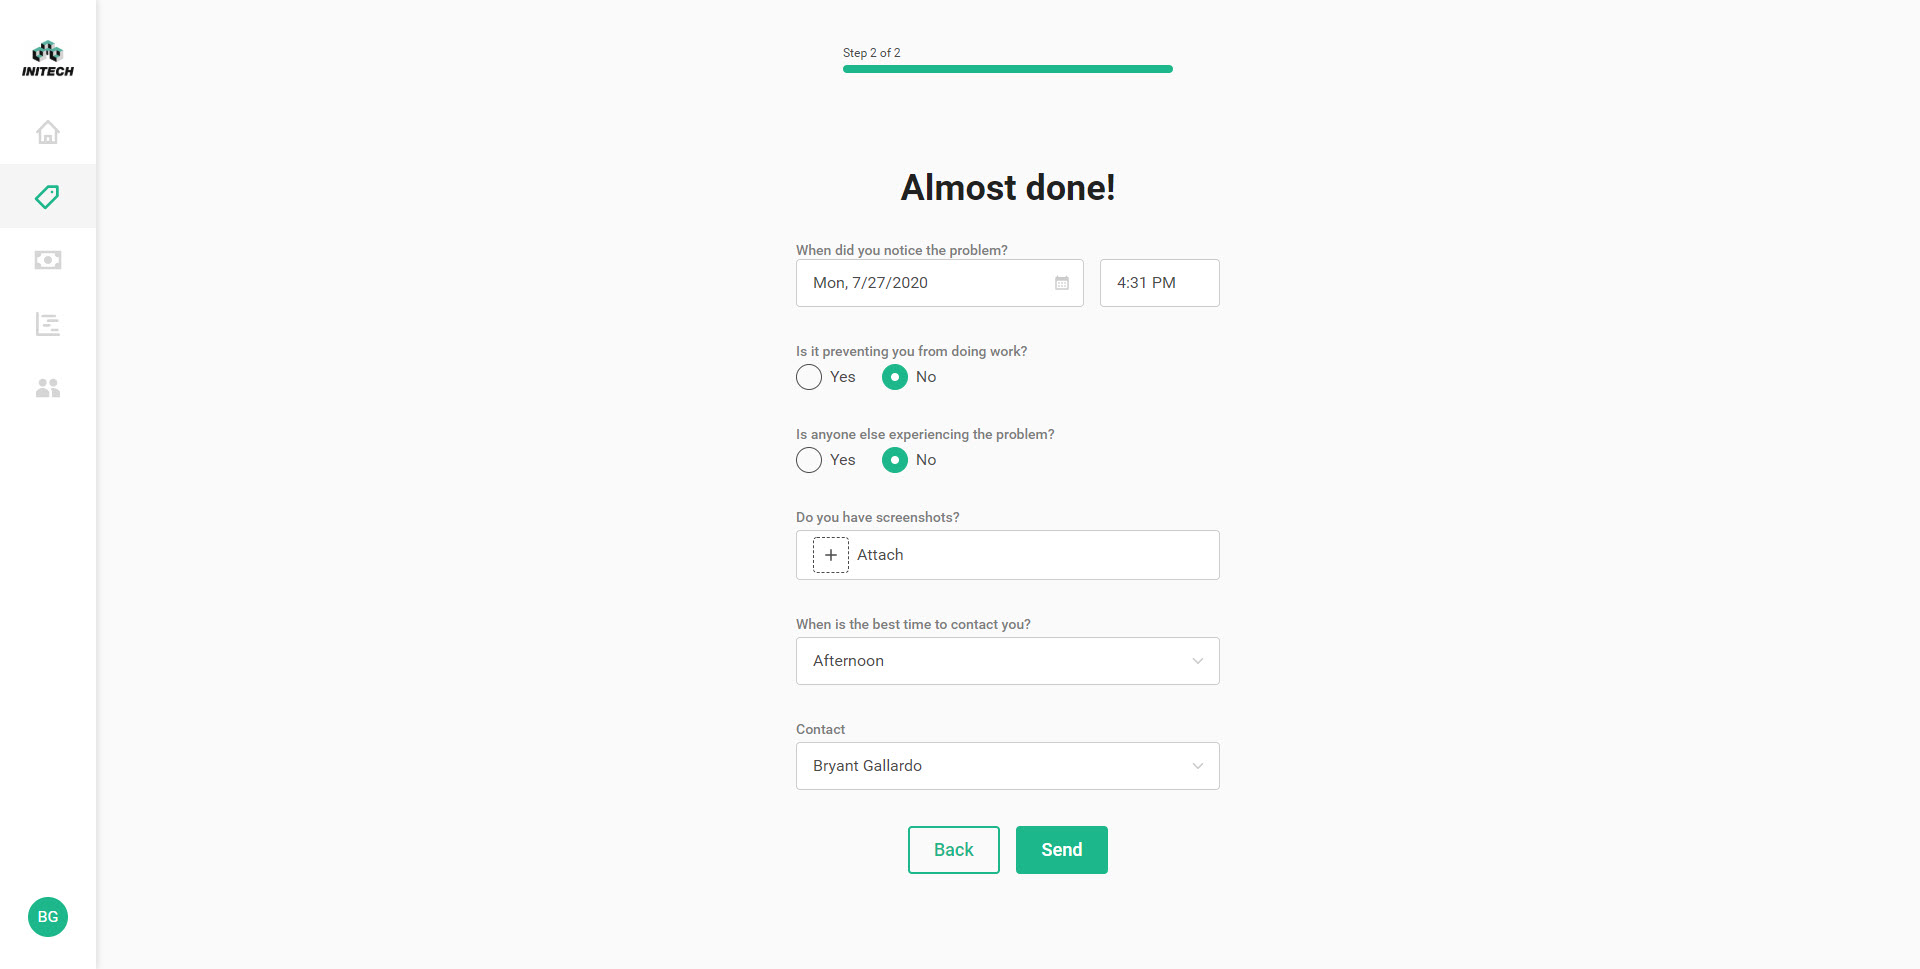 INITECH
Step 2 of 2
Almost done!
When did you notice the problem?
Mon, 7/27/2020
4:31 PM
Is it preventing you from doing work?
Yes No
Is anyone else experiencing the problem?
Yes No
Do you have screenshots?
+ Attach
When is the best time to contact you?
Afternoon
Contact
Bryant Gallardo
Back Send
BG